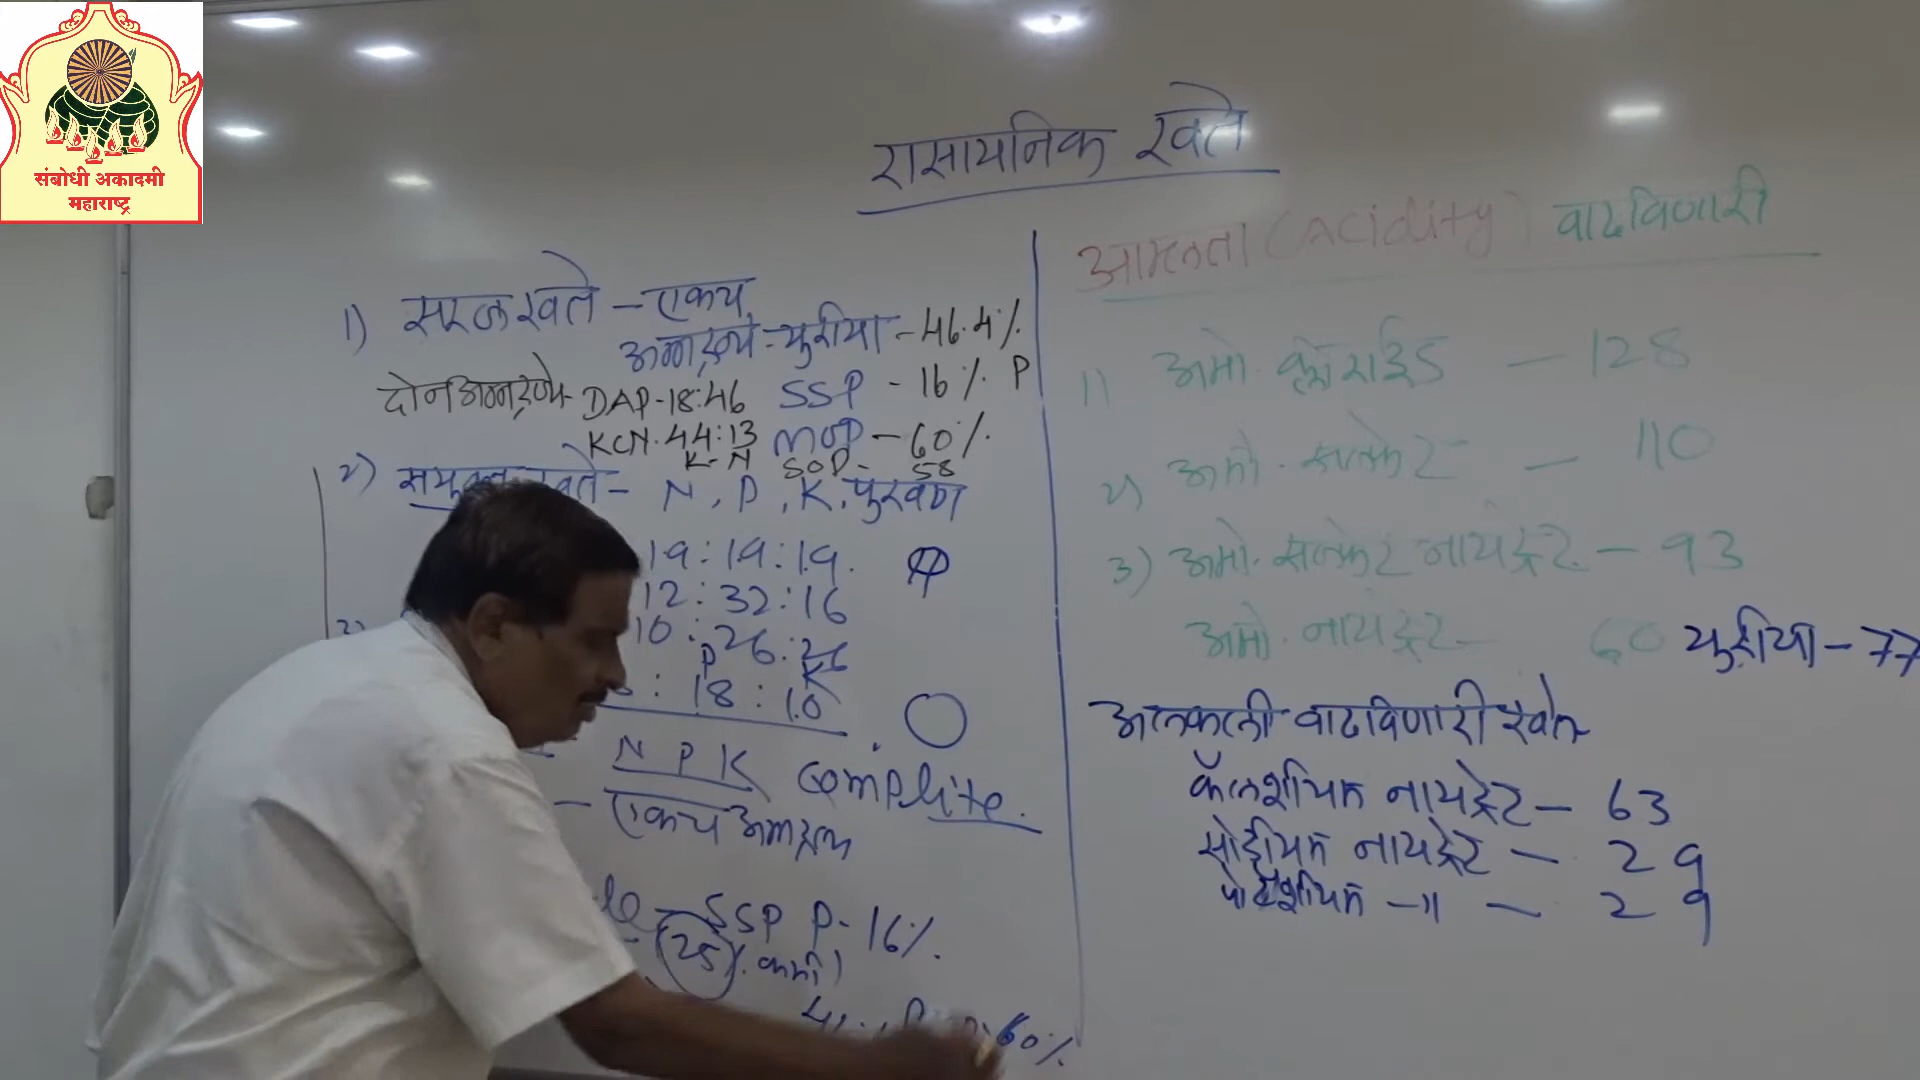 संबोधी अकादमी
महाराष्ट्र
रासायनिक खते
1) सरळ खते - एकच
अन्नद्रव्य - युरीया - 46.4%
दोन अन्नद्रव्ये - DAP - 18:46 SSP - 16% P
KCN. 44:13 MOP - 60%
K-N SOP - 58
2) संयुक्त खते - N, P, K. पुरवण
19:19:19.
12:32:16
10:26:26
P K
: 18:10
N P K Complite.
- एकच अन्नद्रव्य
SSP P - 16%.
(25)% कमी)
60%
आम्लता (Acidity) वाढविणारी
1) अमो. क्लोराईड - 128
2) अमो. सल्फेट - 110
3) अमो. सल्फेट नायट्रेट - 93
अमो. नायट्रेट - 60 युरीया - 77
अल्कली वाढविणारी खते -
कॅल्शीयम नायट्रेट - 63
सोडीयम नायट्रेट - 29
पोटॅशीयम -॥ - 29